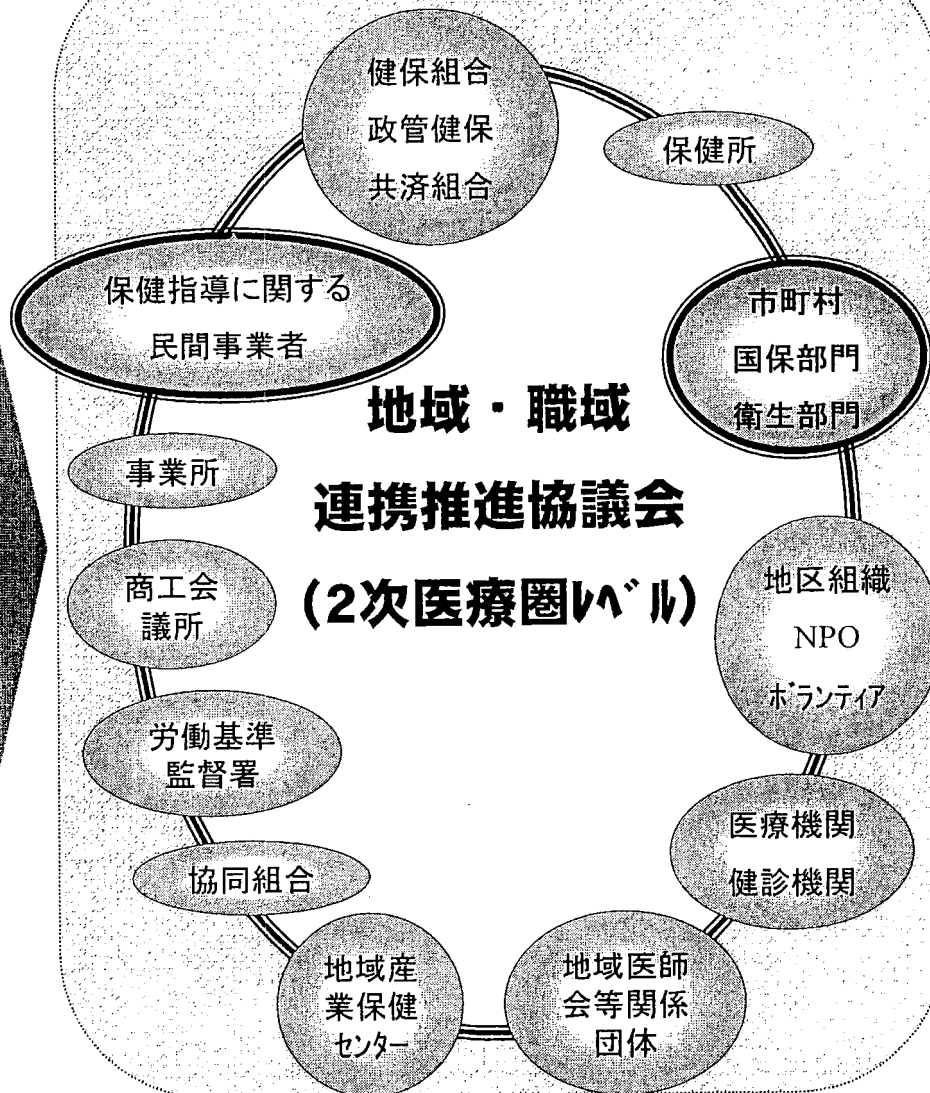 健保組合
政管健保
共済組合
保健所
保健指導に関する
民間事業者
市町村
国保部門
衛生部門
地域・職域
連携推進協議会
(2次医療圏ﾚﾍﾞﾙ)
事業所
商工会
議所
地区組織
NPO
ﾎﾞﾗﾝﾃｨｱ
労働基準
監督署
医療機関
健診機関
協同組合
地域産
業保健
ｾﾝﾀｰ
地域医師
会等関係
団体